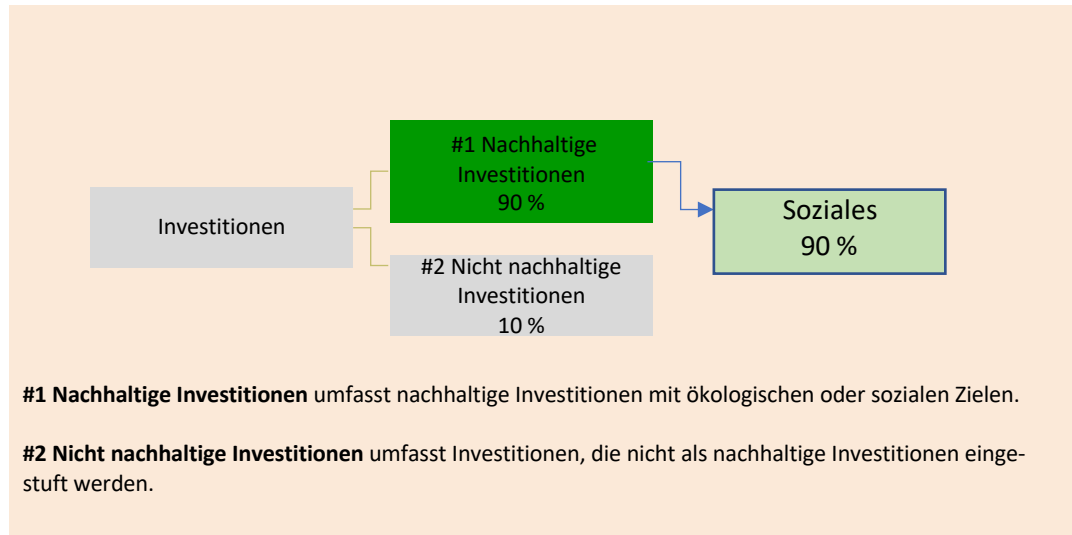 #1 Nachhaltige
Investitionen
90 %
Investitionen
Soziales
90 %
#2 Nicht nachhaltige
Investitionen
10 %
#1 Nachhaltige Investitionen umfasst nachhaltige Investitionen mit ökologischen oder sozialen Zielen.
#2 Nicht nachhaltige Investitionen umfasst Investitionen, die nicht als nachhaltige Investitionen einge-
stuft werden.